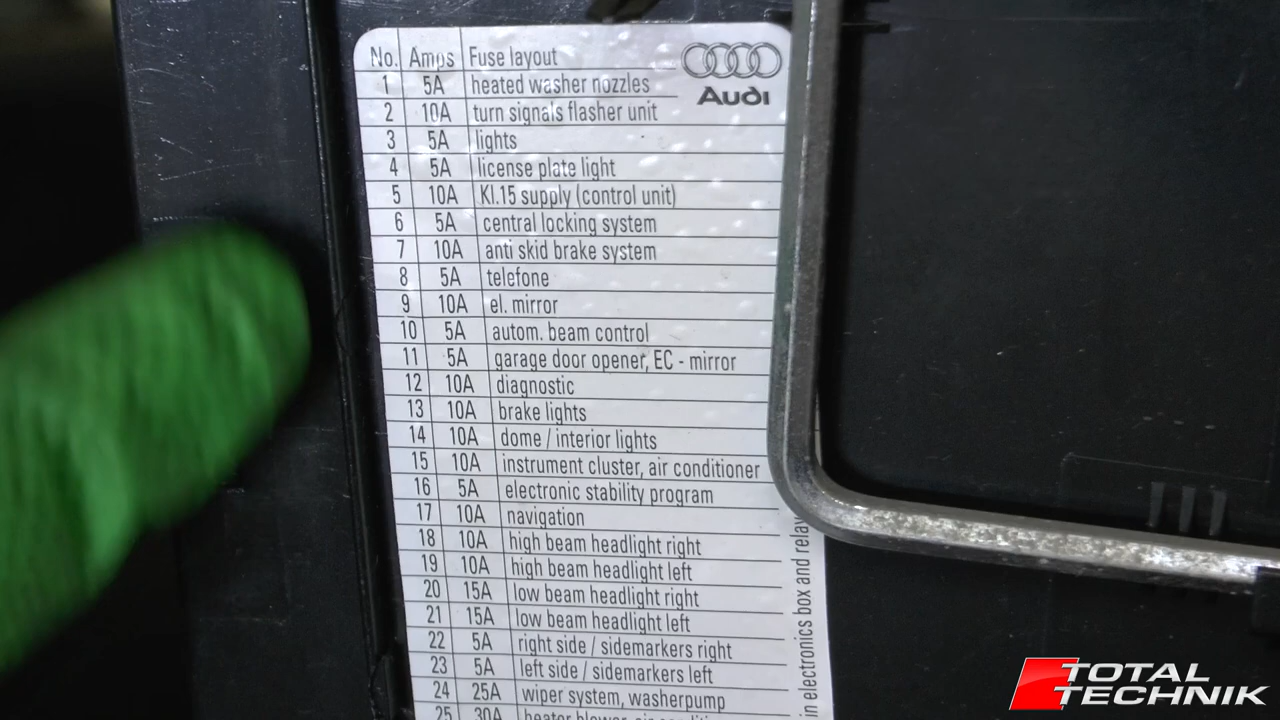 No. Amps Fuse layout
Audi
1 5A heated washer nozzles
2 10A turn signals flasher unit
3 5A lights
4 5A license plate light
5 10A Kl.15 supply (control unit)
6 5A central locking system
7 10A anti skid brake system
8 5A telefone
9 10A el. mirror
10 5A autom. beam control
11 5A garage door opener, EC - mirror
12 10A diagnostic
13 10A brake lights
14 10A dome / interior lights
15 10A instrument cluster, air conditioner
16 5A electronic stability program
17 10A navigation
18 10A high beam headlight right
19 10A high beam headlight left
20 15A low beam headlight right
21 15A low beam headlight left
22 5A right side / sidemarkers right
23 5A left side / sidemarkers left
24 25A wiper system, washerpump
25 30A heater blower, air
in electronics box and relay
TOTAL
TECHNIK